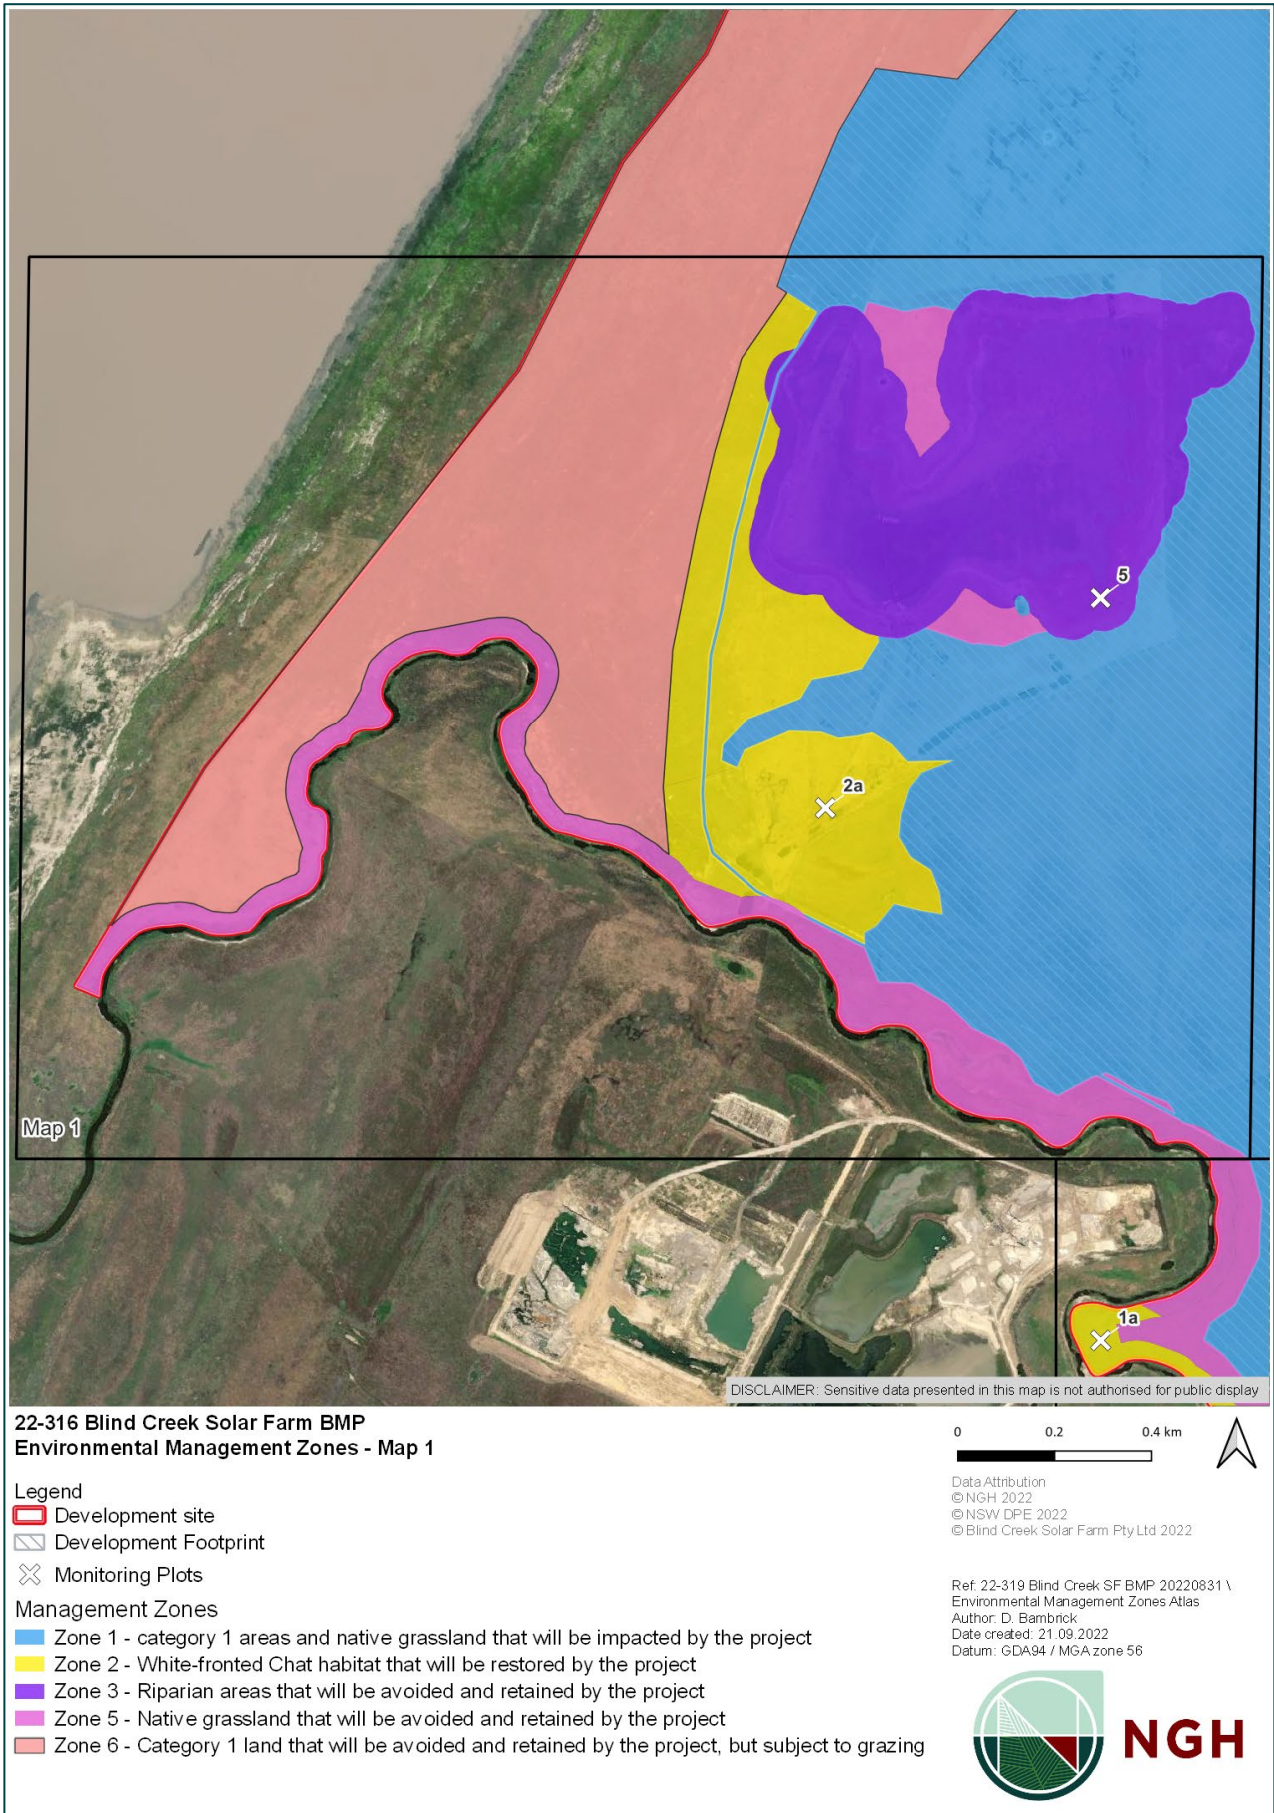 5
2a
Map 1
1a
DISCLAIMER: Sensitive data presented in this map is not authorised for public display
22-316 Blind Creek Solar Farm BMP
Environmental Management Zones - Map 1
Legend
Development site
Development Footprint
Monitoring Plots
Management Zones
Zone 1 - category 1 areas and native grassland that will be impacted by the project
Zone 2 - White-fronted Chat habitat that will be restored by the project
Zone 3 - Riparian areas that will be avoided and retained by the project
Zone 5 - Native grassland that will be avoided and retained by the project
Zone 6 - Category 1 land that will be avoided and retained by the project, but subject to grazing
0 0.2 0.4 km
Data Attribution
© NGH 2022
© NSW DPE 2022
© Blind Creek Solar Farm Pty Ltd 2022
Ref: 22-319 Blind Creek SF BMP 20220831 \
Environmental Management Zones Atlas
Author: D. Bambrick
Date created: 21.09.2022
Datum: GDA94 / MGA zone 56
NGH